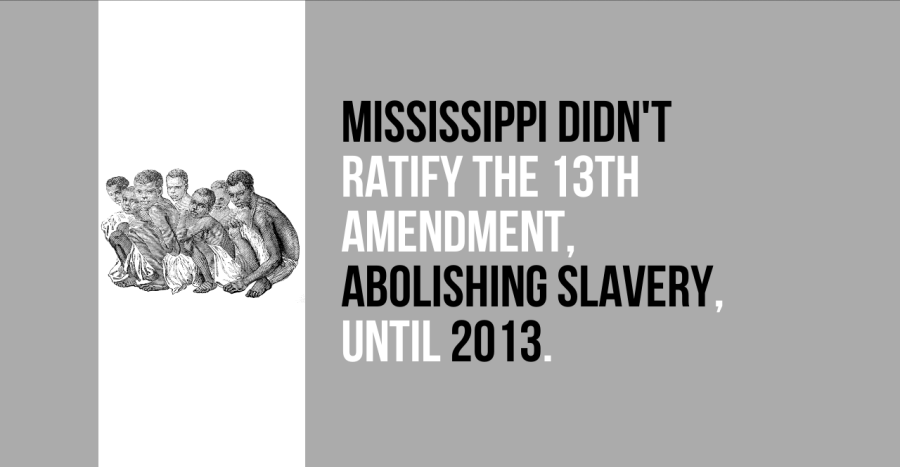 MISSISSIPPI DIDN'T
RATIFY THE 13TH
AMENDMENT,
ABOLISHING SLAVERY,
UNTIL 2013.